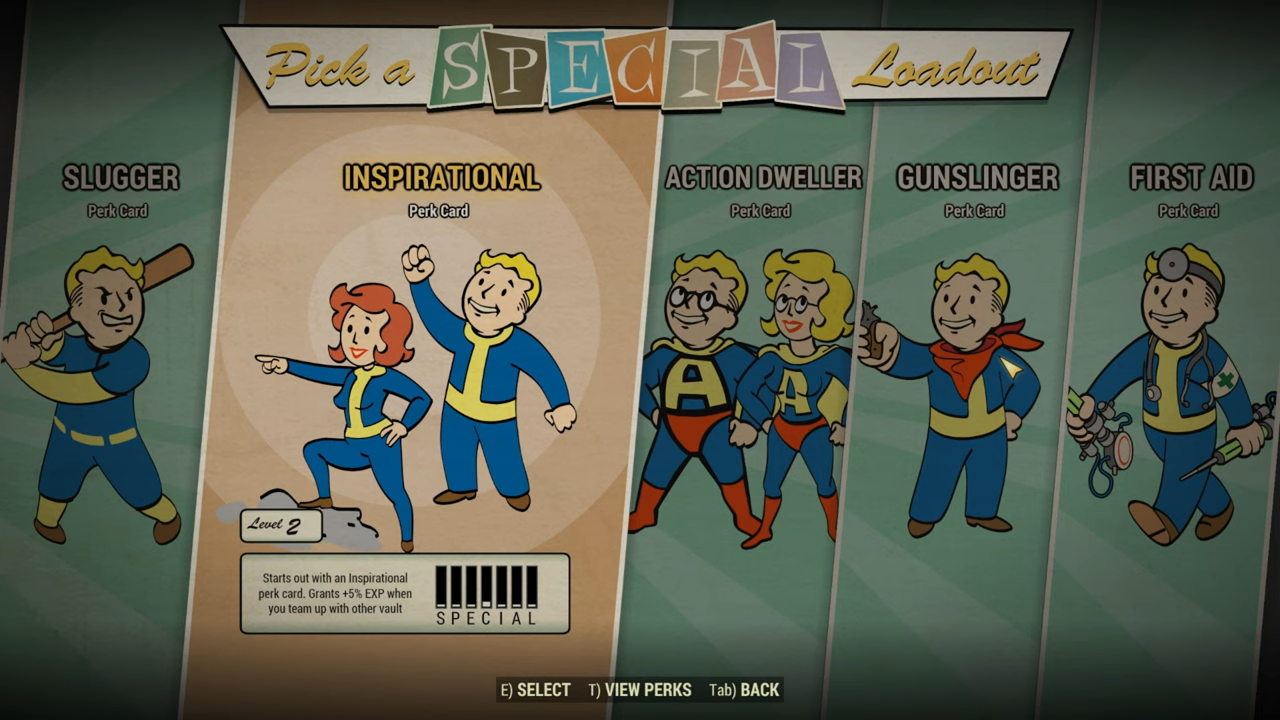 Pick a SPECIAL Loadout
SLUGGER
Perk Card
INSPIRATIONAL
Perk Card
ACTION DWELLER
Perk Card
GUNSLINGER
Perk Card
FIRST AID
Perk Card
A
A
Level 2
Starts out with an Inspirational
perk card. Grants +5% EXP when
you team up with other vault
SPECIAL
E) SELECT T) VIEW PERKS Tab) BACK